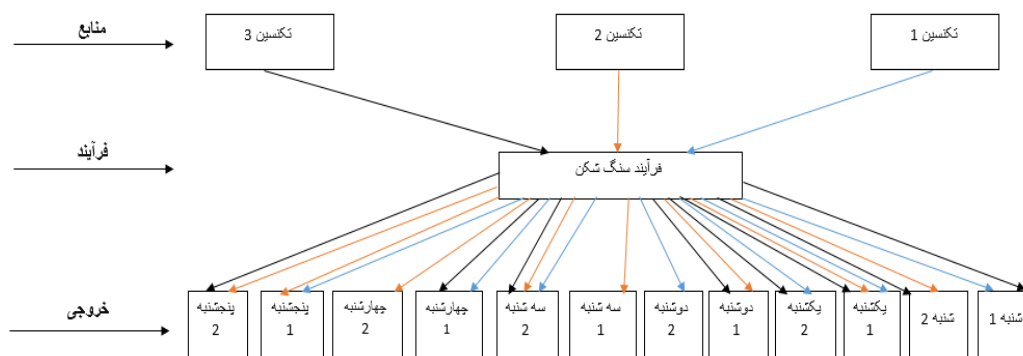 منابع
تکنسین 1
تکنسین 2
تکنسین 3
فرآیند
فرآیند سنگ شکن
خروجی
شنبه 1
شنبه 2
یکشنبه
1
یکشنبه
2
دوشنبه
1
دوشنبه
2
سه شنبه
1
سه شنبه
2
چهارشنبه
1
چهارشنبه
2
پنجشنبه
1
پنجشنبه
2